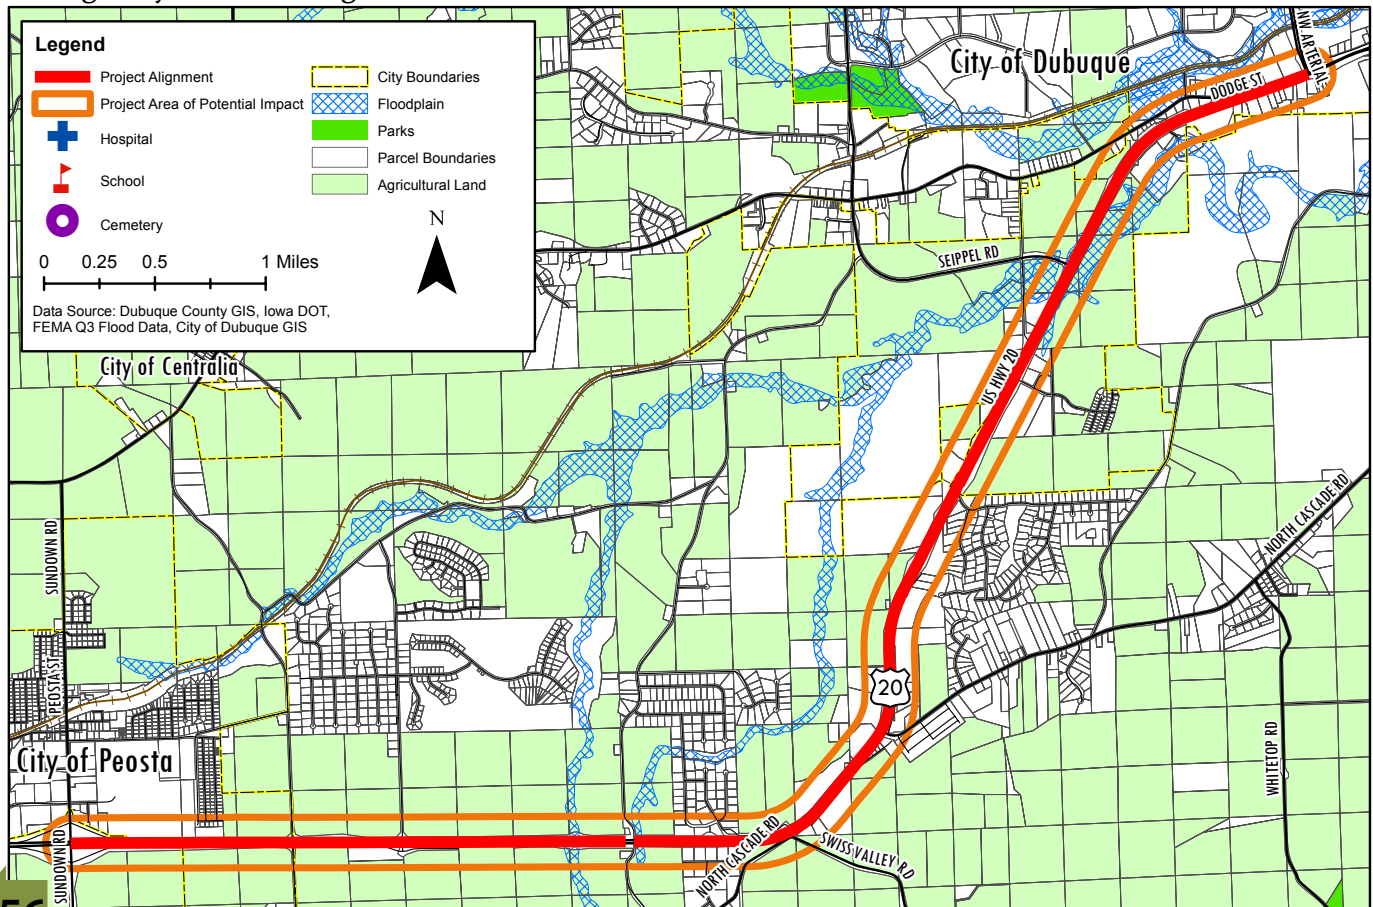 Legend
Project Alignment
Project Area of Potential Impact
Hospital
School
Cemetery
City Boundaries
Floodplain
Parks
Parcel Boundaries
Agricultural Land
N
0 0.25 0.5 1 Miles
Data Source: Dubuque County GIS, Iowa DOT,
FEMA Q3 Flood Data, City of Dubuque GIS
City of Dubuque
NW ARTERIAL
DODGE ST
SEIPPEL RD
City of Centralia
US HWY 20
SUNDOWN RD
NORTH CASCADE RD
PEOSTA ST
20
City of Peosta
WHITETOP RD
SUNDOWN RD
NORTH CASCADE RD
SWISS VALLEY RD